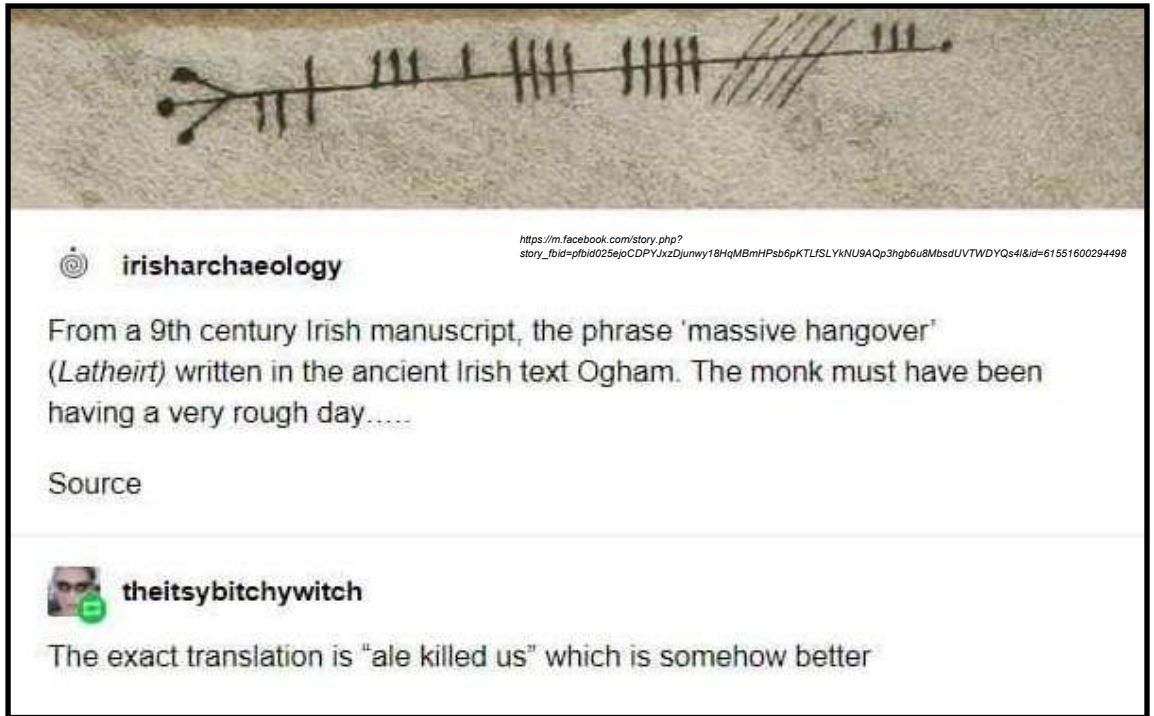 ᚛ᚂᚐᚈᚆᚓᚔᚏᚈ
https://m.facebook.com/story.php?
story_fbid=pfbid025ejoCDPYJxzDjunwy18HqMBmHPsb6pKTLfSLYkNU9AQp3hgb6u8MbsdUVTWDYQs4l&id=61551600294498
irisharchaeology
From a 9th century Irish manuscript, the phrase ‘massive hangover’
(Latheirt) written in the ancient Irish text Ogham. The monk must have been
having a very rough day.....
Source
theitsybitchywitch
The exact translation is “ale killed us” which is somehow better